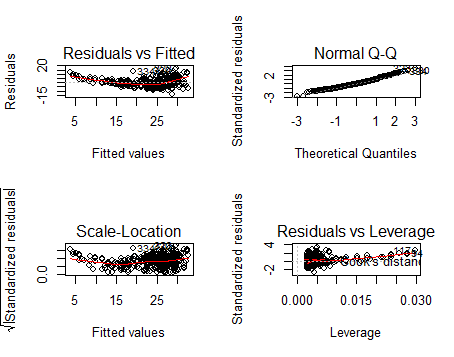 Residuals vs Fitted
Residuals
-15
20
5
15
25
Fitted values
Normal Q-Q
Standardized residuals
-3
2
-3
-1
1
2
3
Theoretical Quantiles
Scale-Location
√|Standardized residuals|
0.0
5
15
25
Fitted values
Residuals vs Leverage
Standardized residuals
-2
4
Cook's distance
0.000
0.015
0.030
Leverage